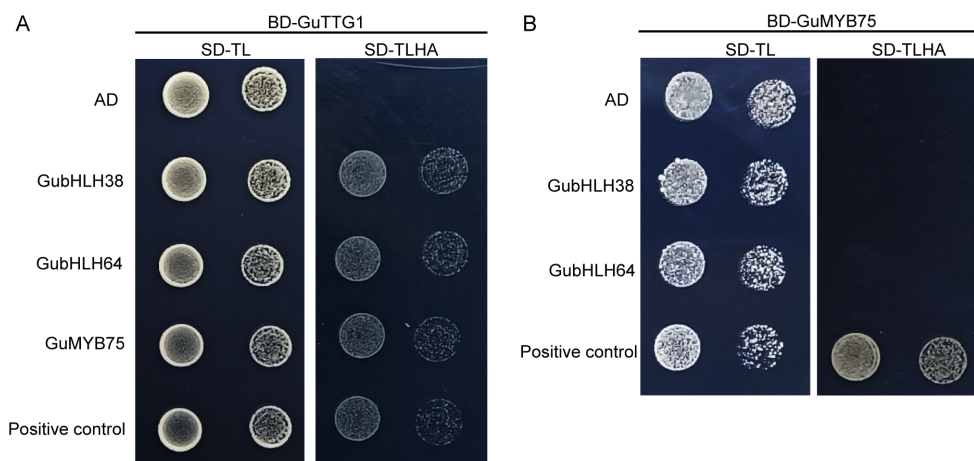 A
BD-GuTTG1
SD-TL SD-TLHA
AD
GubHLH38
GubHLH64
GuMYB75
Positive control
B
BD-GuMYB75
SD-TL SD-TLHA
AD
GubHLH38
GubHLH64
Positive control